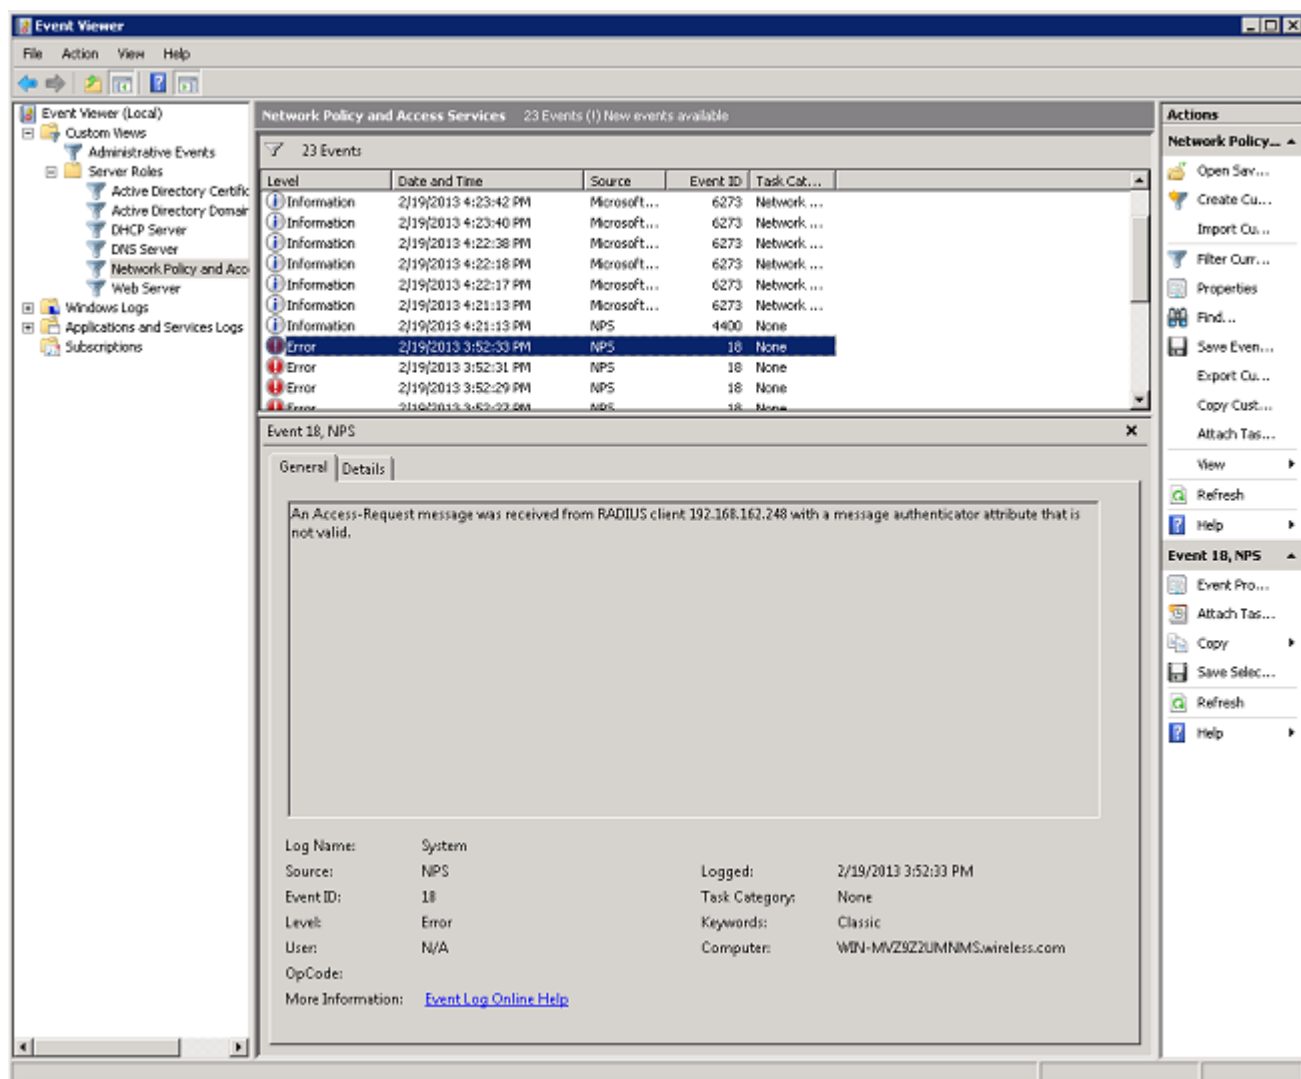 Event Viewer
File Action View Help
Event Viewer (Local)
Custom Views
Administrative Events
Server Roles
Active Directory Certific
Active Directory Domair
DHCP Server
DNS Server
Network Policy and Acc
Web Server
Windows Logs
Applications and Services Logs
Subscriptions
Network Policy and Access Services 23 Events (!) New events available
23 Events
Level Date and Time Source Event ID Task Cat...
Information 2/19/2013 4:23:42 PM Microsoft... 6273 Network ...
Information 2/19/2013 4:23:40 PM Microsoft... 6273 Network ...
Information 2/19/2013 4:22:38 PM Microsoft... 6273 Network ...
Information 2/19/2013 4:22:18 PM Microsoft... 6273 Network ...
Information 2/19/2013 4:22:17 PM Microsoft... 6273 Network ...
Information 2/19/2013 4:21:13 PM Microsoft... 6273 Network ...
Information 2/19/2013 4:21:13 PM NPS 4400 None
Error 2/19/2013 3:52:33 PM NPS 18 None
Error 2/19/2013 3:52:31 PM NPS 18 None
Error 2/19/2013 3:52:29 PM NPS 18 None
Error 2/19/2013 3:52:27 PM NPS 18 None
Event 18, NPS
General Details
An Access-Request message was received from RADIUS client 192.168.162.248 with a message authenticator attribute that is
not valid.
Log Name: System
Source: NPS Logged: 2/19/2013 3:52:33 PM
Event ID: 18 Task Category: None
Level: Error Keywords: Classic
User: N/A Computer: WIN-MVZ9Z2UMNMS.wireless.com
OpCode:
More Information: Event Log Online Help
Actions
Network Policy...
Open Sav...
Create Cu...
Import Cu...
Filter Curr...
Properties
Find...
Save Even...
Export Cu...
Copy Cust...
Attach Tas...
View
Refresh
Help
Event 18, NPS
Event Pro...
Attach Tas...
Copy
Save Selec...
Refresh
Help